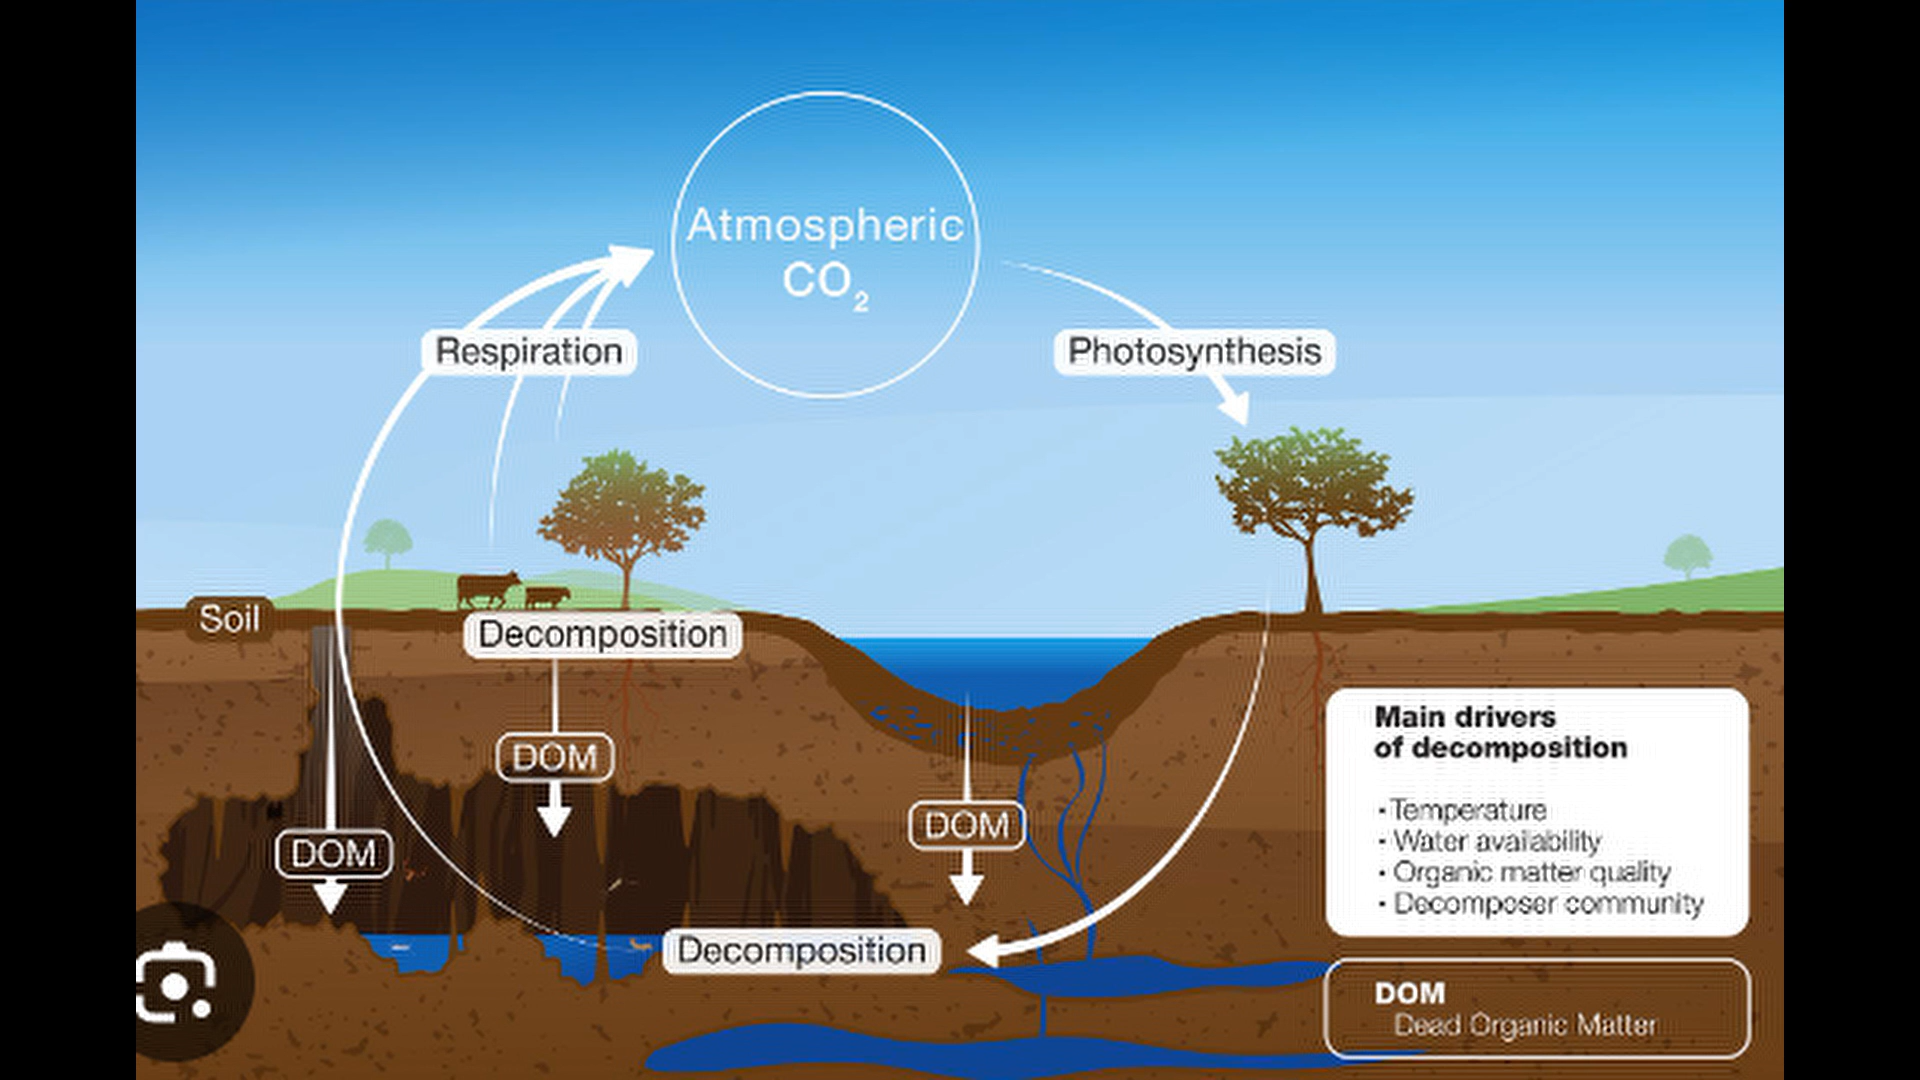 Atmospheric
CO₂
Respiration
Photosynthesis
Soil
Decomposition
DOM
DOM
DOM
Decomposition
Main drivers
of decomposition
· Temperature
· Water availability
· Organic matter quality
· Decomposer community
DOM
Dead Organic Matter